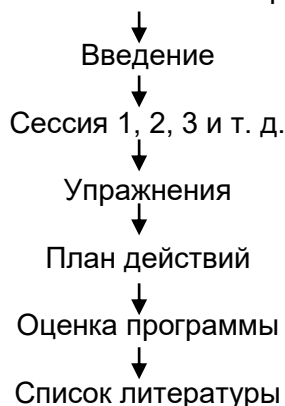 Введение
Сессия 1, 2, 3 и т. д.
Упражнения
План действий
Оценка программы
Список литературы